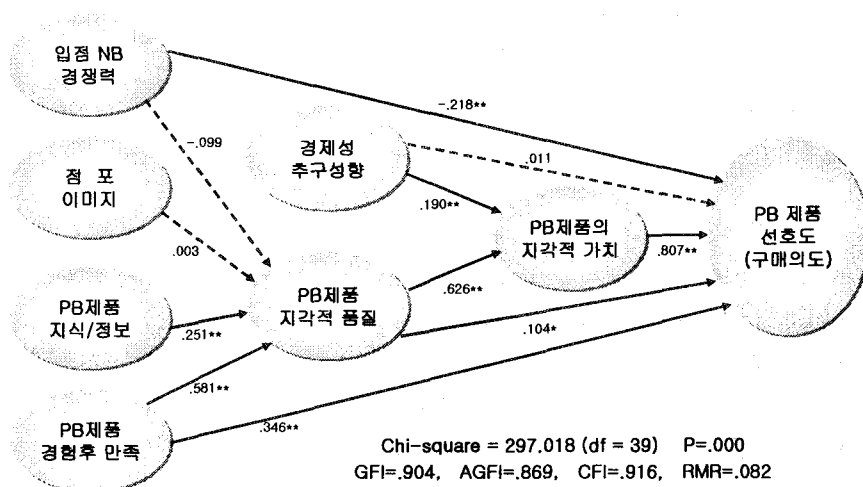 입점 NB
경쟁력
-.218**
-.099
경제성
추구성향
.011
점 포
이미지
.190**
PB 제품
선호도
(구매의도)
PB제품의
지각적 가치
.807**
.003
PB제품
지식/정보
.251**
PB제품
지각적 품질
.626**
.104*
.581**
PB제품
경험후 만족
.346**
Chi-square = 297.018 (df = 39) P=.000
GFI=.904, AGFI=.869, CFI=.916, RMR=.082